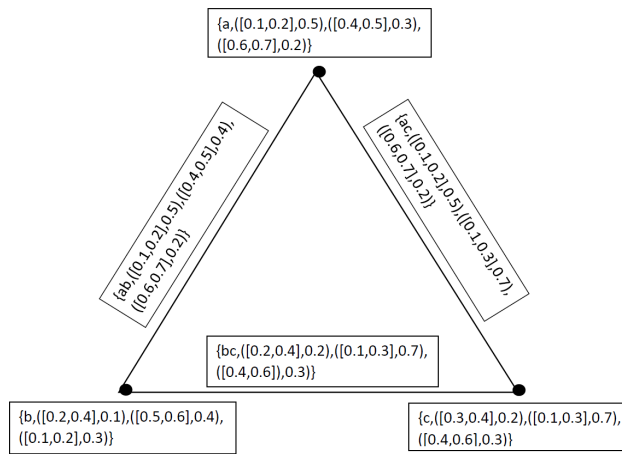 {a,([0.1,0.2],0.5),([0.4,0.5],0.3),
([0.6,0.7],0.2)}
{ab,([0.1,0.2],0.5),([0.4,0.5],0.4),
([0.6,0.7],0.2)}
{ac,([0.1,0.2],0.5),([0.1,0.3],0.7),
([0.6,0.7],0.2)}
{bc,([0.2,0.4],0.2),([0.1,0.3],0.7),
([0.4,0.6]),0.3)}
{b,([0.2,0.4],0.1),([0.5,0.6],0.4),
([0.1,0.2],0.3)}
{c,([0.3,0.4],0.2),([0.1,0.3],0.7),
([0.4,0.6],0.3)}